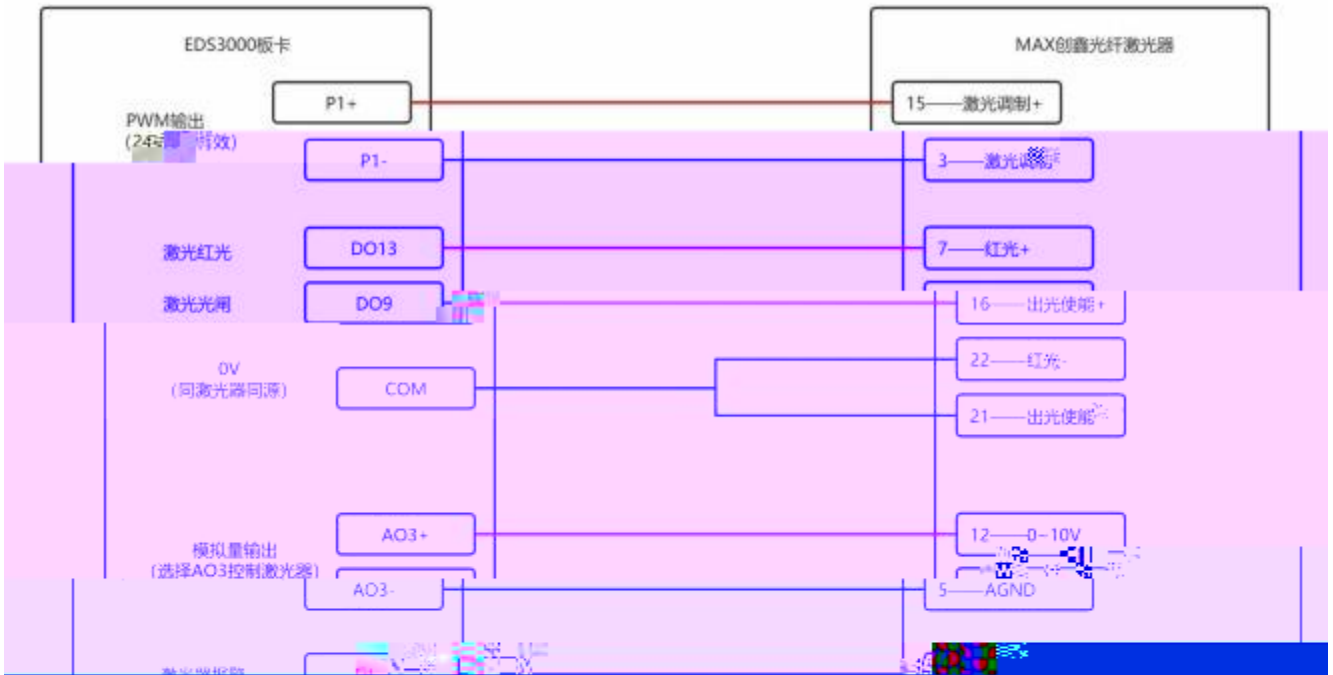 EDS3000板卡
MAX创鑫光纤激光器
P1+
15——激光调制+
PWM输出
P1-
3——激光调
激光红光
DO13
7——红光+
激光光闸
DO9
16——出光使能+
0V
(同激光器同源)
COM
22——红光-
21——出光使能
模拟量输出
(选择AO3控制激光器)
AO3+
12——0~10V
AO3-
5——AGND